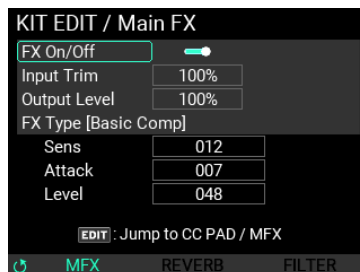 KIT EDIT / Main FX
FX On/Off
Input Trim 100%
Output Level 100%
FX Type [Basic Comp]
Sens 012
Attack 007
Level 048
EDIT : Jump to CC PAD / MFX
MFX REVERB FILTER